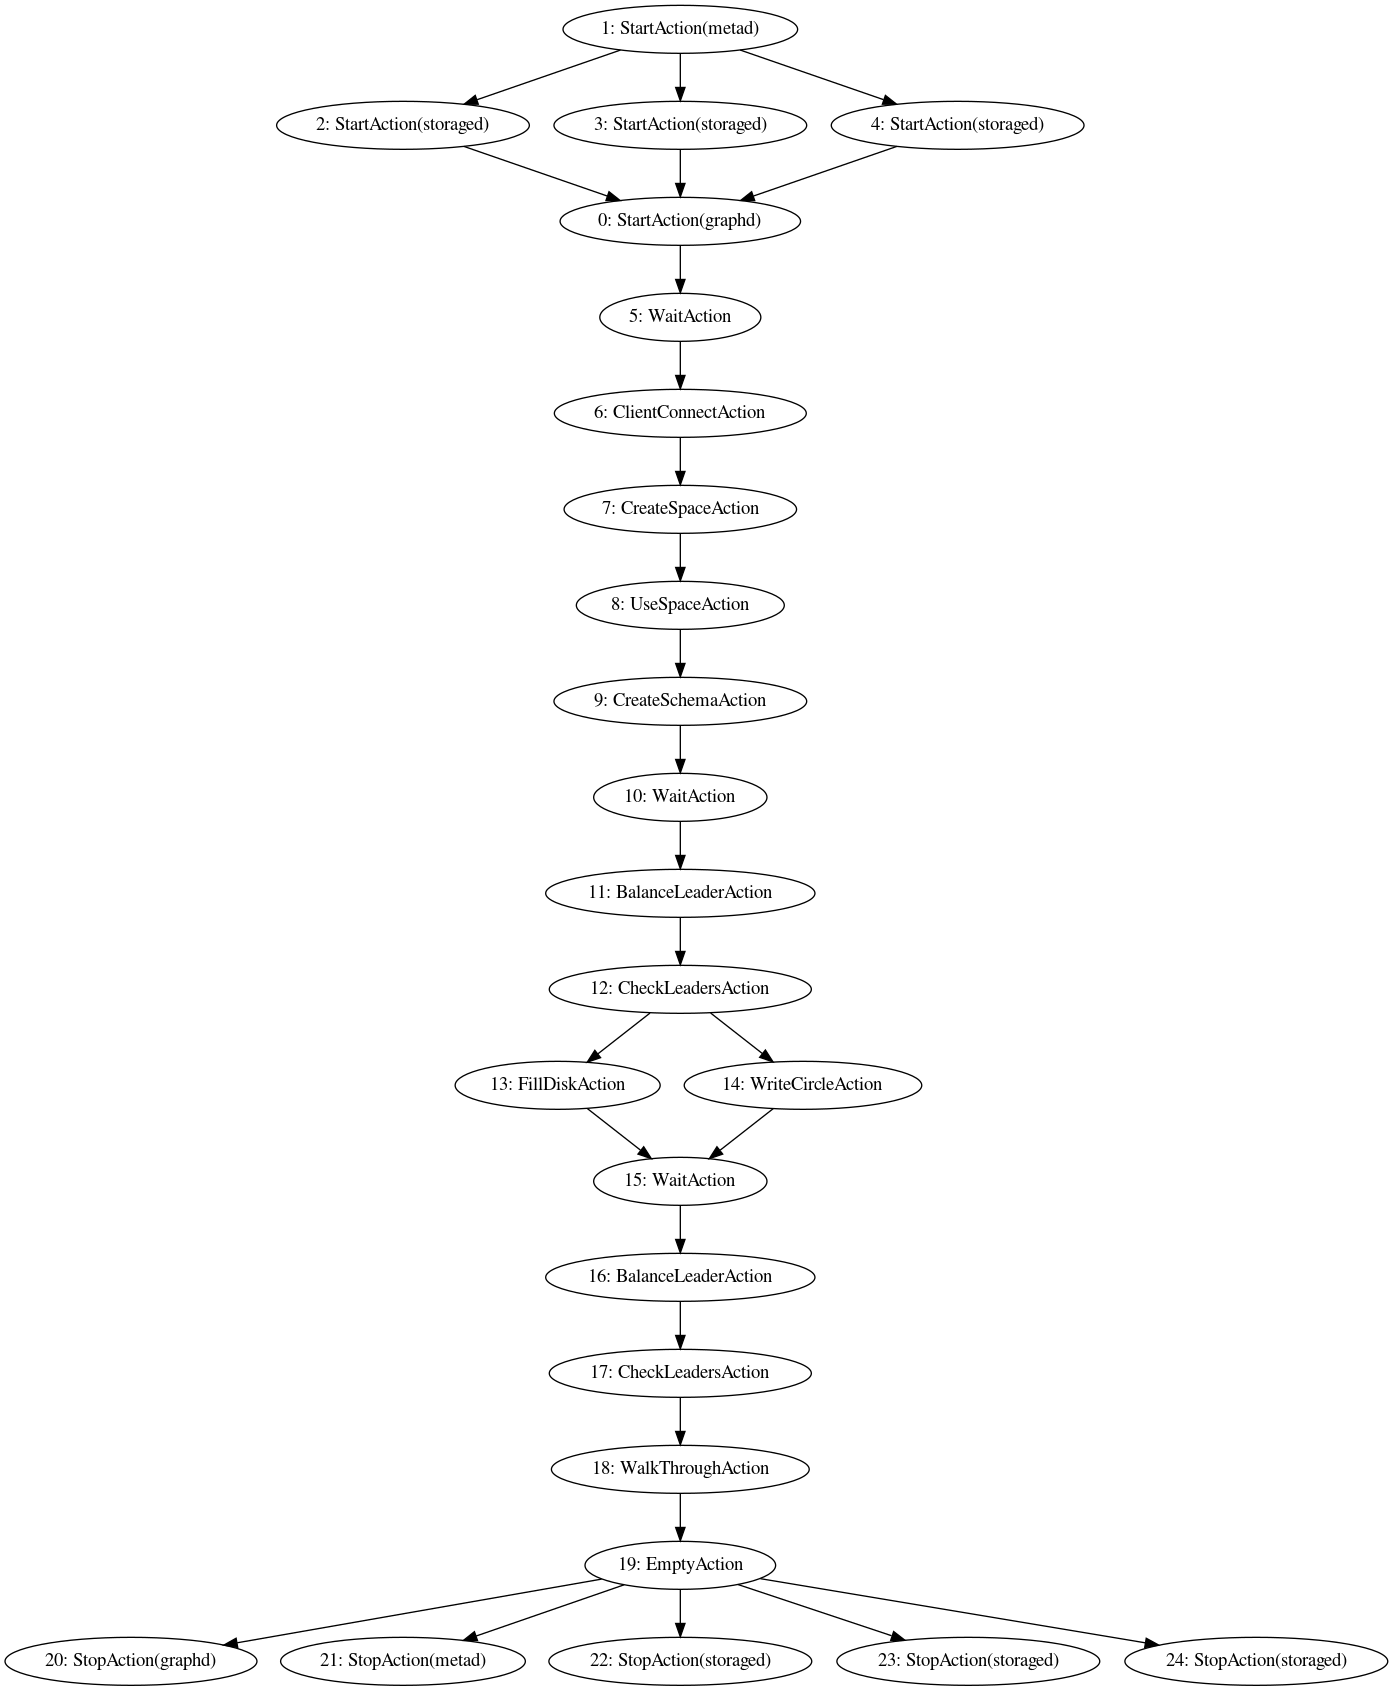 1: StartAction(metad)
2: StartAction(storaged)
3: StartAction(storaged)
4: StartAction(storaged)
0: StartAction(graphd)
5: WaitAction
6: ClientConnectAction
7: CreateSpaceAction
8: UseSpaceAction
9: CreateSchemaAction
10: WaitAction
11: BalanceLeaderAction
12: CheckLeadersAction
13: FillDiskAction
14: WriteCircleAction
15: WaitAction
16: BalanceLeaderAction
17: CheckLeadersAction
18: WalkThroughAction
19: EmptyAction
20: StopAction(graphd)
21: StopAction(metad)
22: StopAction(storaged)
23: StopAction(storaged)
24: StopAction(storaged)